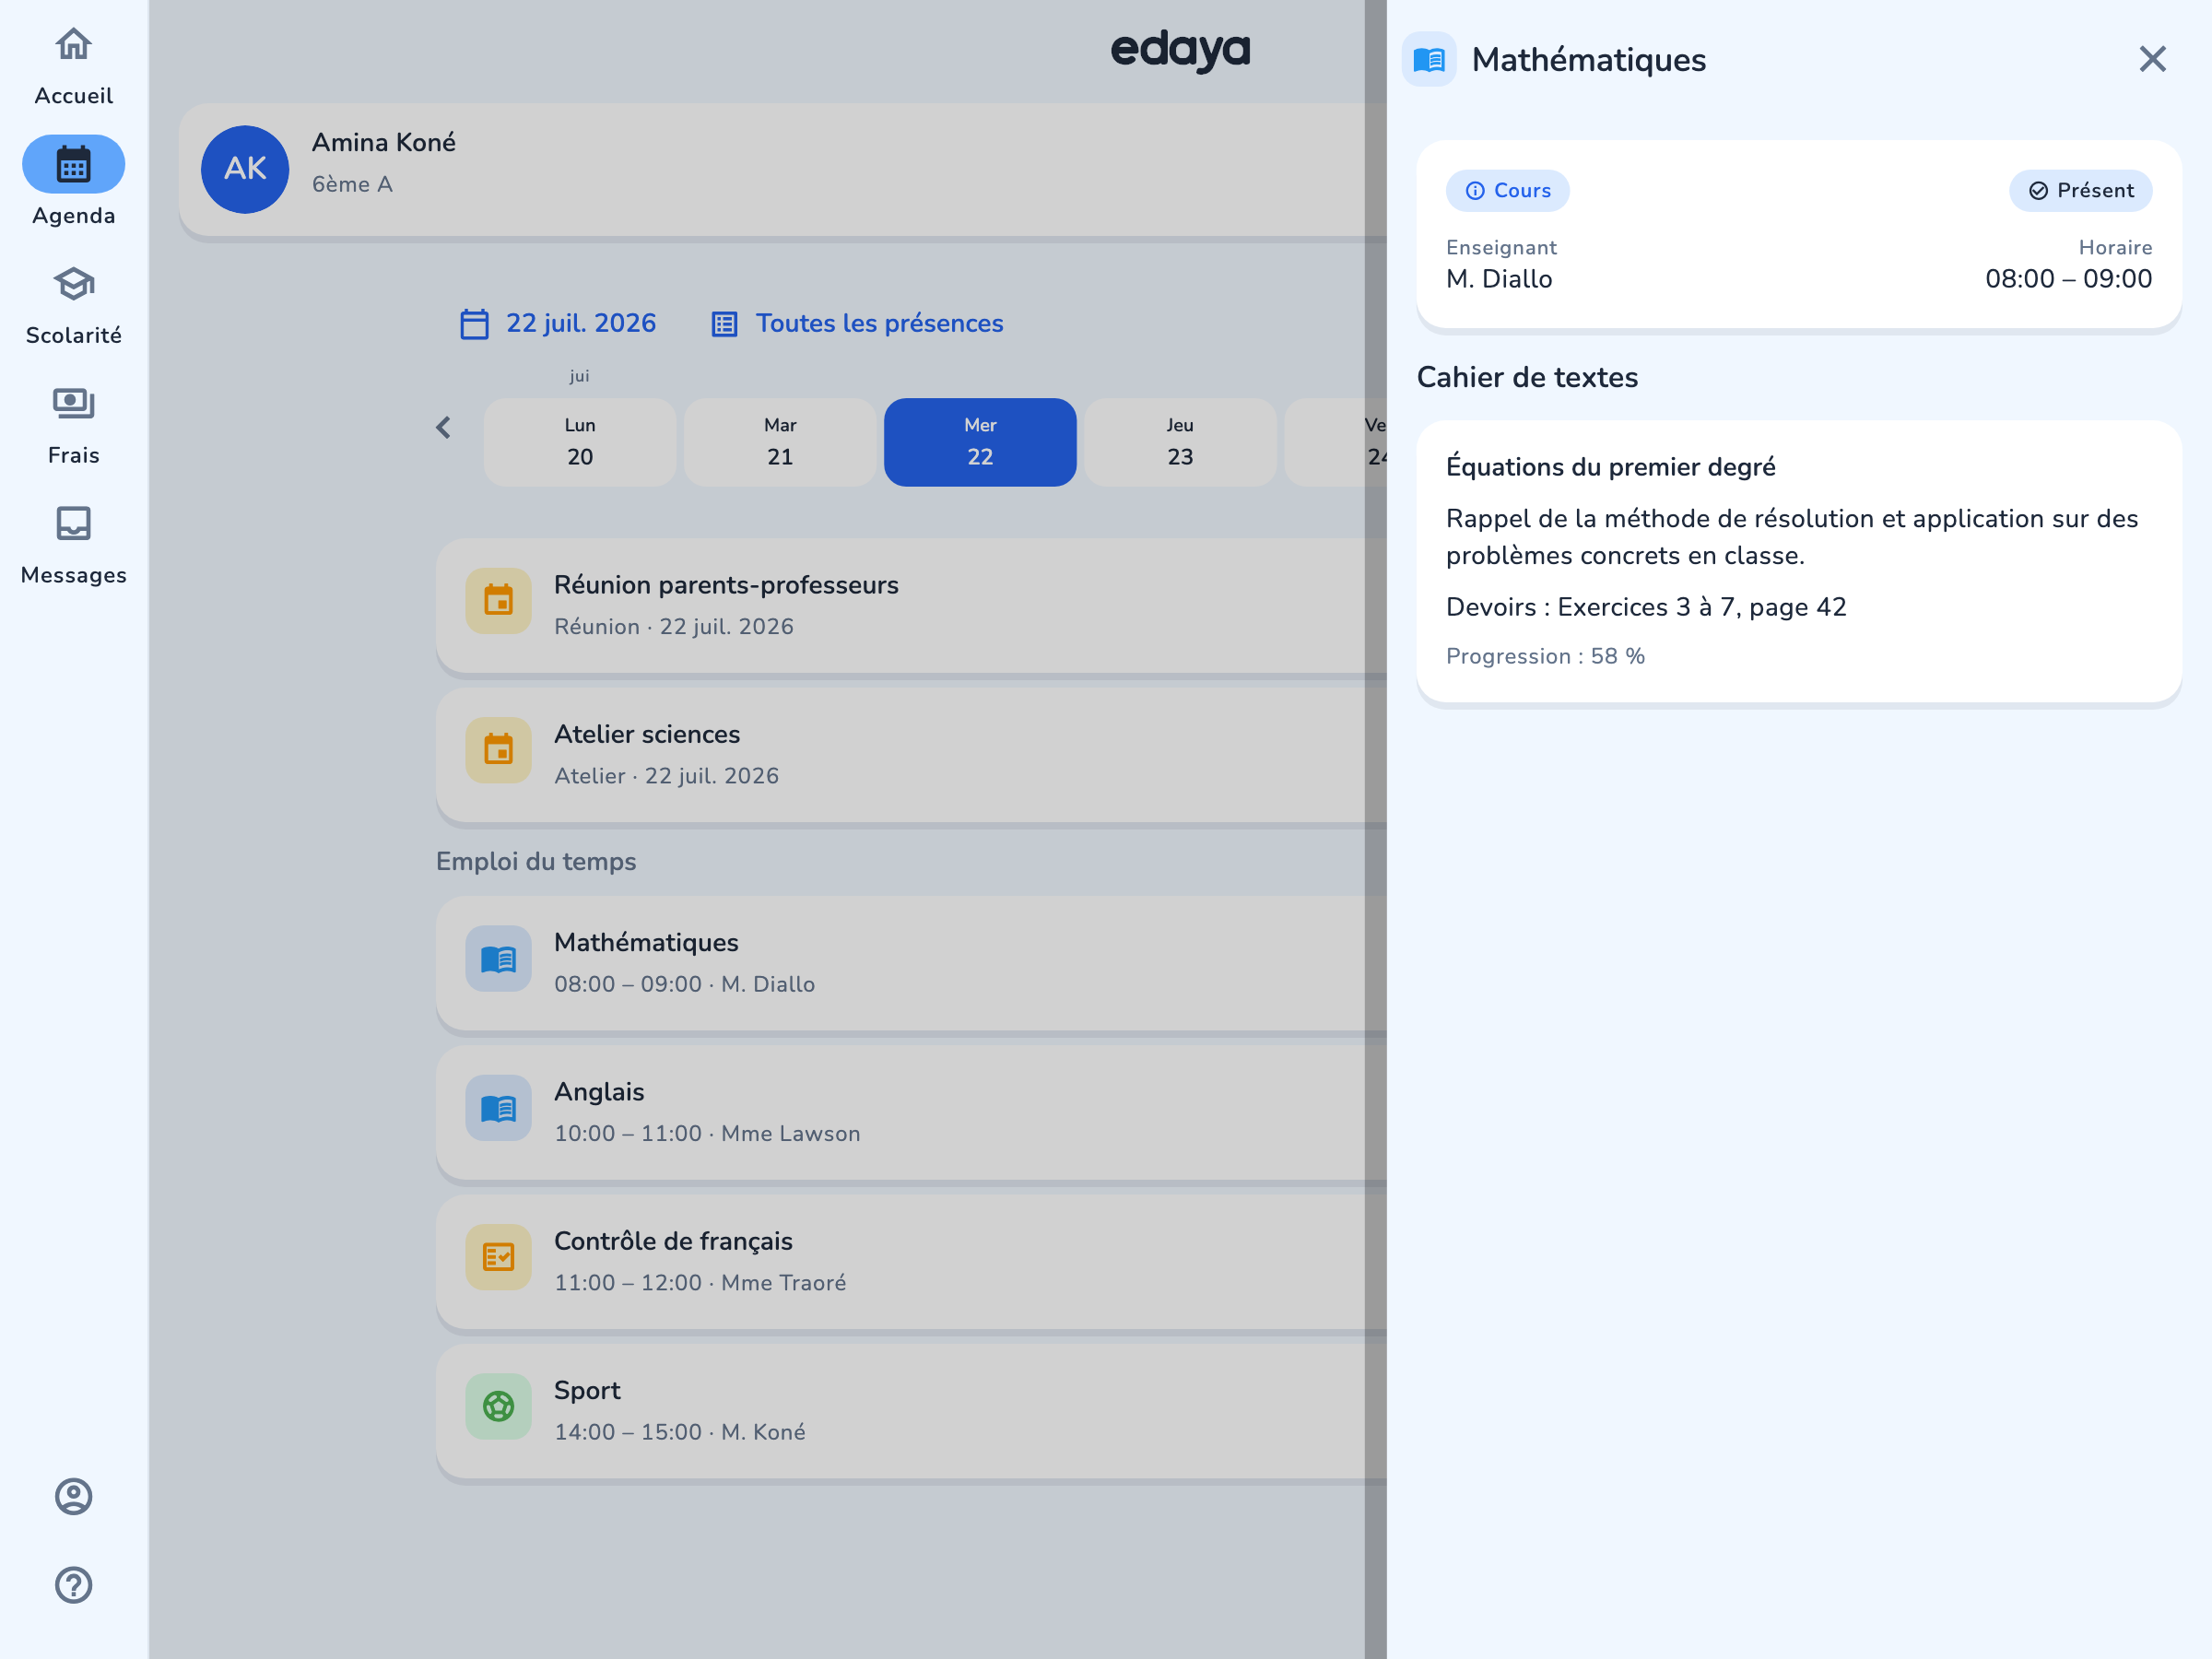 Accueil
Agenda
Scolarité
Frais
Messages
edaya
AK
Amina Koné
6ème A
22 juil. 2026
Toutes les présences
jui
Lun
20
Mar
21
Mer
22
Jeu
23
Réunion parents-professeurs
Réunion · 22 juil. 2026
Atelier sciences
Atelier · 22 juil. 2026
Emploi du temps
Mathématiques
08:00 – 09:00 · M. Diallo
Anglais
10:00 – 11:00 · Mme Lawson
Contrôle de français
11:00 – 12:00 · Mme Traoré
Sport
14:00 – 15:00 · M. Koné
Mathématiques
Cours
Présent
Enseignant
Horaire
M. Diallo
08:00 – 09:00
Cahier de textes
Équations du premier degré
Rappel de la méthode de résolution et application sur des
problèmes concrets en classe.
Devoirs : Exercices 3 à 7, page 42
Progression : 58 %